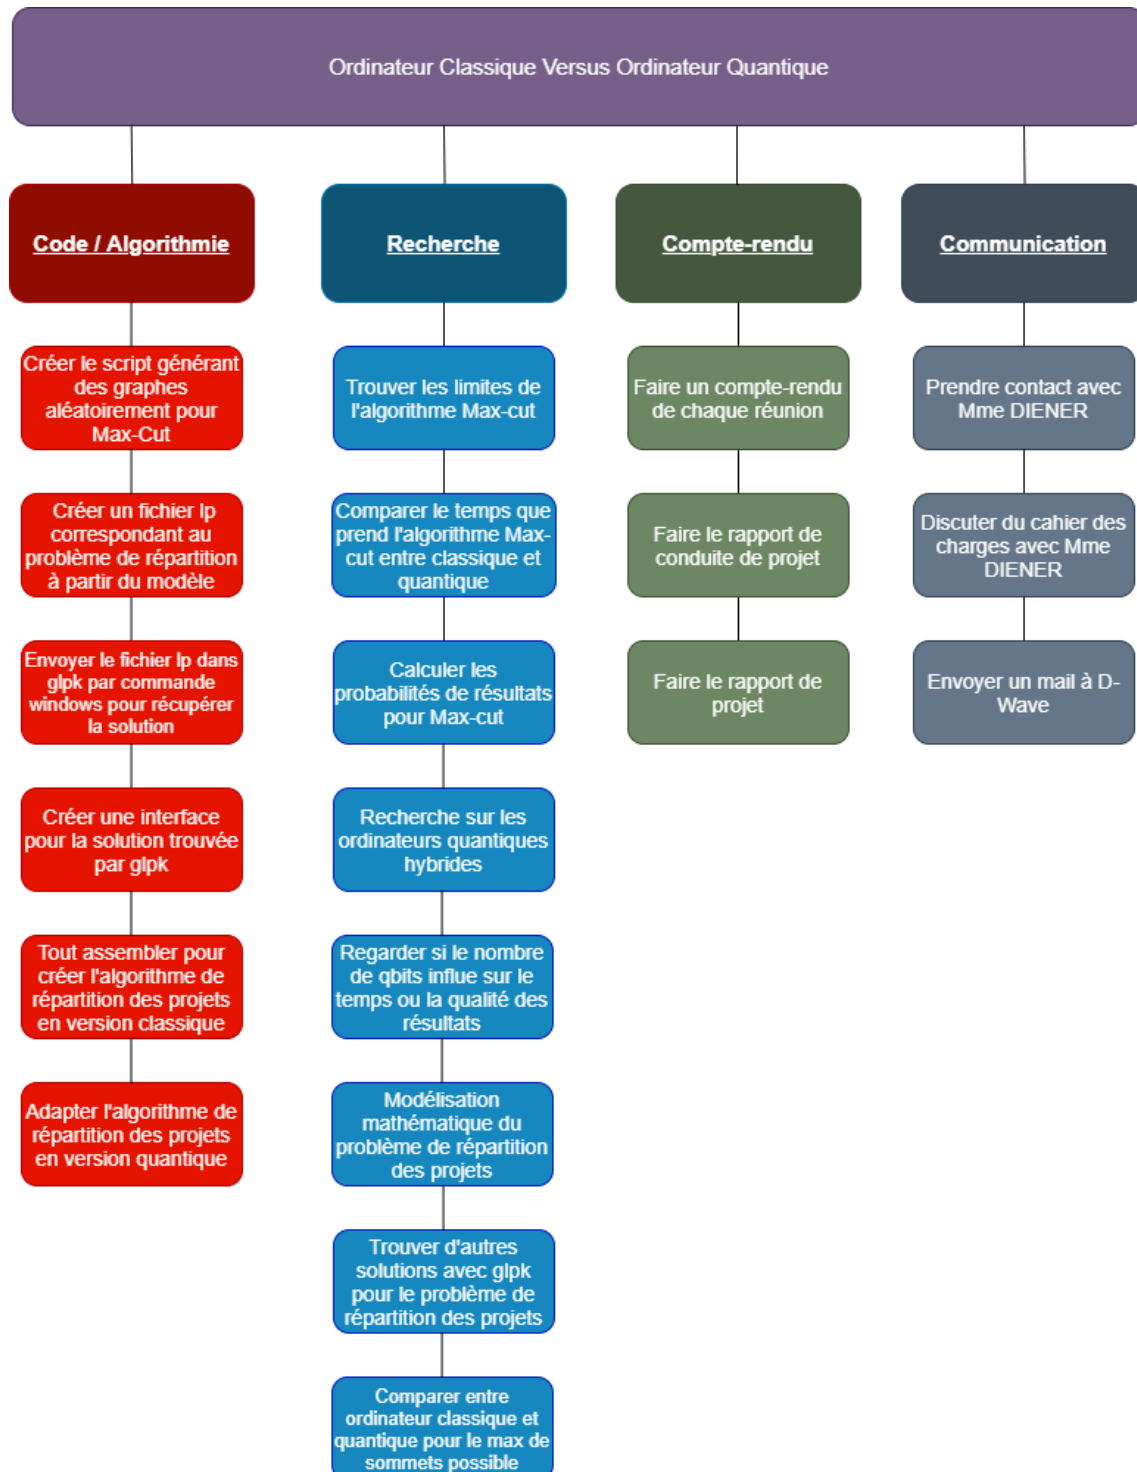 Ordinateur Classique Versus Ordinateur Quantique
Code / Algorithmie
Créer le script générant
des graphes
aléatoirement pour
Max-Cut
Créer un fichier lp
correspondant au
problème de répartition
à partir du modèle
Envoyer le fichier lp dans
glpk par commande
windows pour récupérer
la solution
Créer une interface
pour la solution trouvée
par glpk
Tout assembler pour
créer l'algorithme de
répartition des projets
en version classique
Adapter l'algorithme de
répartition des projets
en version quantique
Recherche
Trouver les limites de
l'algorithme Max-cut
Comparer le temps que
prend l'algorithme Max-
cut entre classique et
quantique
Calculer les
probabilités de résultats
pour Max-cut
Recherche sur les
ordinateurs quantiques
hybrides
Regarder si le nombre
de qbits influe sur le
temps ou la qualité des
résultats
Modélisation
mathématique du
problème de répartition
des projets
Trouver d'autres
solutions avec glpk
pour le problème de
répartition des projets
Comparer entre
ordinateur classique et
quantique pour le max de
sommets possible
Compte-rendu
Faire un compte-rendu
de chaque réunion
Faire le rapport de
conduite de projet
Faire le rapport de
projet
Communication
Prendre contact avec
Mme DIENER
Discuter du cahier des
charges avec Mme
DIENER
Envoyer un mail à D-
Wave